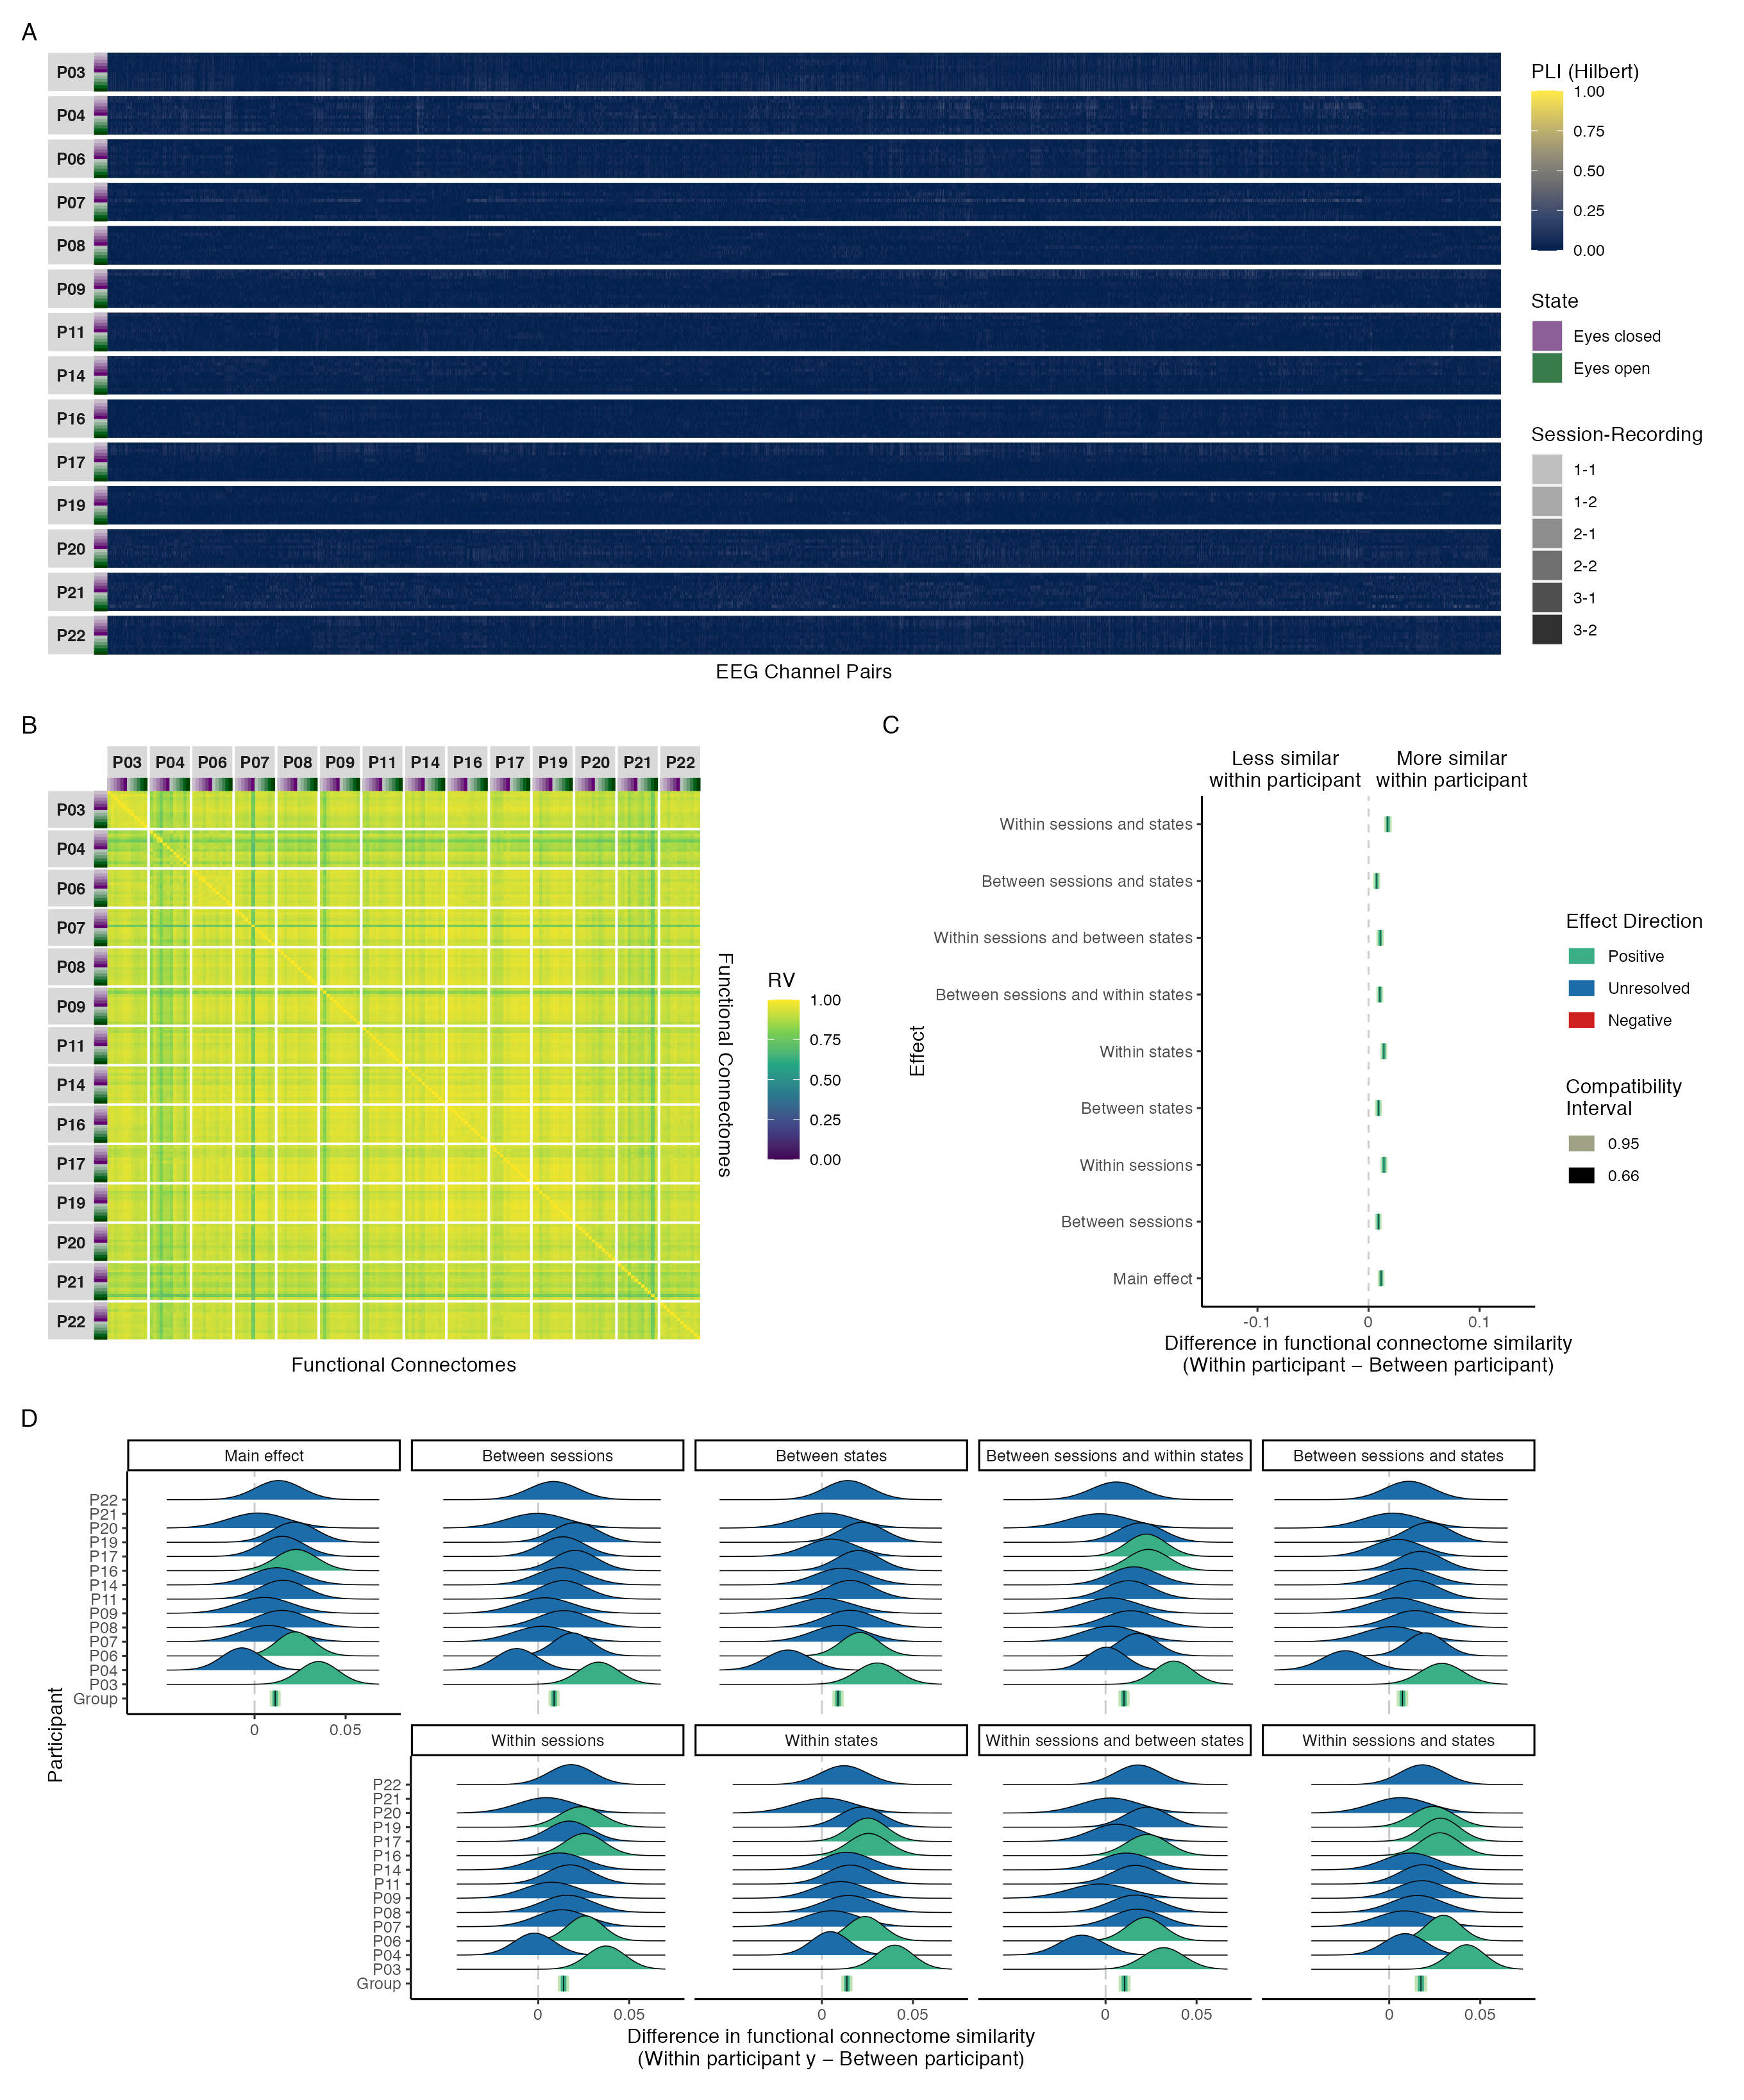 A
P03
P04
P06
P07
P08
P09
P11
P14
P16
P17
P19
P20
P21
P22
EEG Channel Pairs
PLI (Hilbert)
1.00
0.75
0.50
0.25
0.00
State
Eyes closed
Eyes open
Session-Recording
1-1
1-2
2-1
2-2
3-1
3-2
B
P03 P04 P06 P07 P08 P09 P11 P14 P16 P17 P19 P20 P21 P22
P03
P04
P06
P07
P08
P09
P11
P14
P16
P17
P19
P20
P21
P22
Functional Connectomes
Functional Connectomes
RV
1.00
0.75
0.50
0.25
0.00
C
Less similar
within participant
More similar
within participant
Effect
Within sessions and states
Between sessions and states
Within sessions and between states
Between sessions and within states
Within states
Between states
Within sessions
Between sessions
Main effect
-0.1 0 0.1
Difference in functional connectome similarity
(Within participant – Between participant)
Effect Direction
Positive
Unresolved
Negative
Compatibility
Interval
0.95
0.66
D
Main effect
Between sessions
Between states
Between sessions and within states
Between sessions and states
Participant
P22
P21
P20
P19
P17
P16
P14
P11
P09
P08
P07
P06
P04
P03
Group
0 0.05
Within sessions
Within states
Within sessions and between states
Within sessions and states
P22
P21
P20
P19
P17
P16
P14
P11
P09
P08
P07
P06
P04
P03
Group
0 0.05
0 0.05
0 0.05
0 0.05
Difference in functional connectome similarity
(Within participant y – Between participant)